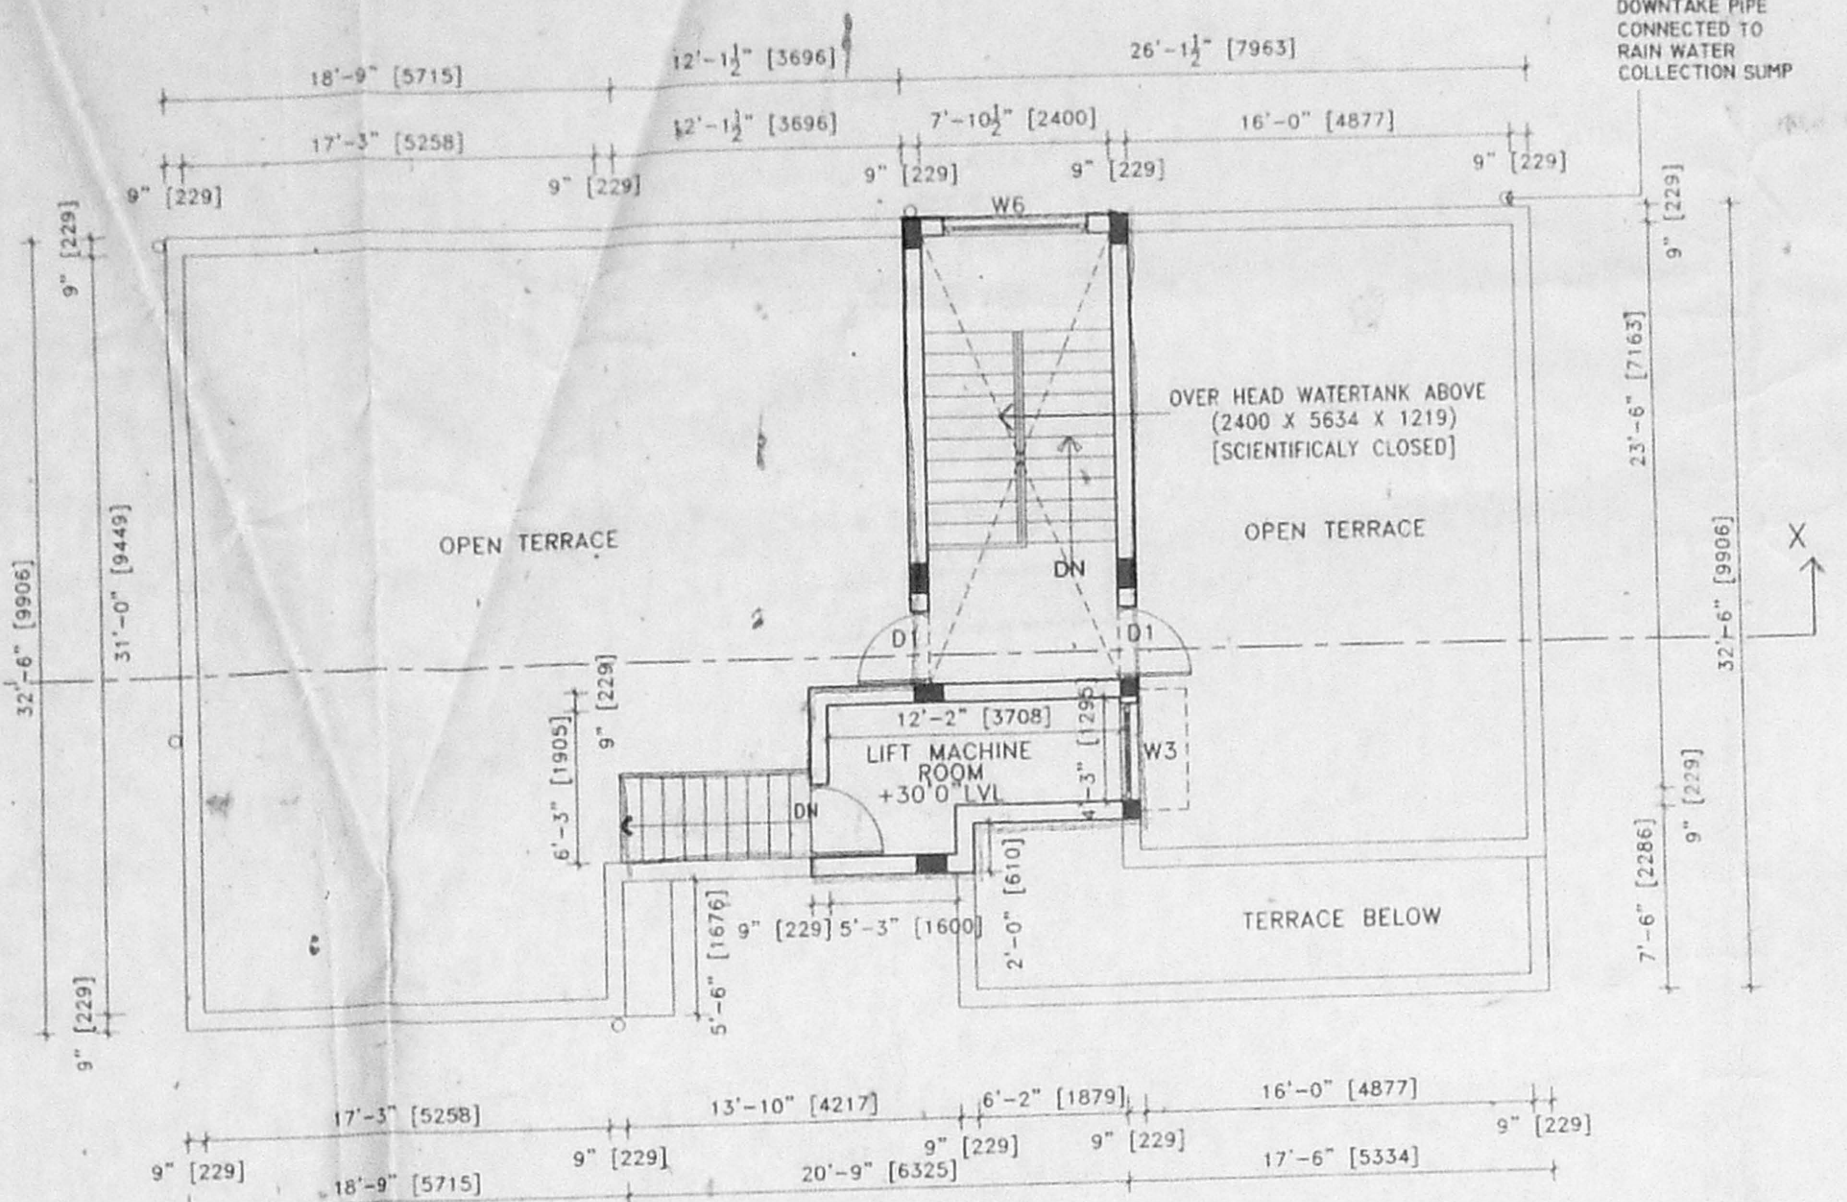 DOWNTAKE PIPE
CONNECTED TO
RAIN WATER
COLLECTION SUMP
18'-9" [5715]
12'-1½" [3696]
26'-1½" [7963]
17'-3" [5258]
12'-1½" [3696]
7'-10½" [2400]
16'-0" [4877]
9" [229]
9" [229]
9" [229]
9" [229]
9" [229]
W6
9" [229]
9" [229]
32'-6" [9906]
31'-0" [9449]
9" [229]
OPEN TERRACE
OVER HEAD WATERTANK ABOVE
(2400 X 5634 X 1219)
[SCIENTIFICALY CLOSED]
OPEN TERRACE
DN
D1
D1
23'-6" [7163]
32'-6" [9906]
X
9" [229]
6'-3" [1905]
12'-2" [3708]
4'-3" [1295]
LIFT MACHINE
ROOM
+30'0" LVL
W3
DN
9" [229]
7'-6" [2286]
5'-6" [1676]
9" [229]
5'-3" [1600]
2'-0" [610]
TERRACE BELOW
17'-3" [5258]
13'-10" [4217]
6'-2" [1879]
16'-0" [4877]
9" [229]
9" [229]
9" [229]
9" [229]
9" [229]
18'-9" [5715]
20'-9" [6325]
17'-6" [5334]